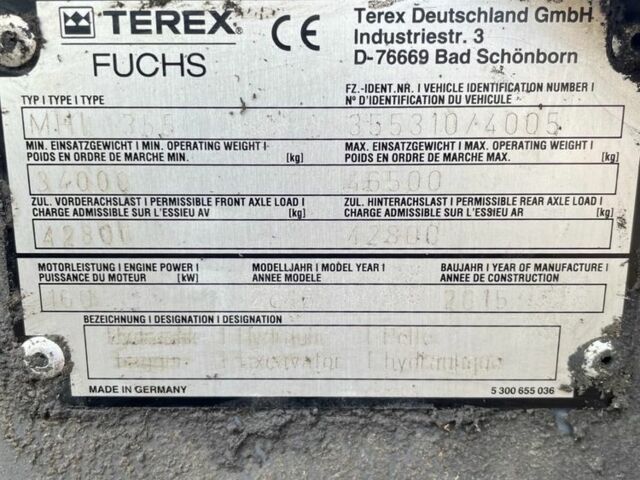 TEREX®
FUCHS
CE
Terex Deutschland GmbH
Industriestr. 3
D-76669 Bad Schönborn
TYP I TYPE I TYPE
FZ.-IDENT.NR. I VEHICLE IDENTIFICATION NUMBER I
N° D'IDENTIFICATION DU VEHICULE
MHL 355
355310/4005
MIN. EINSATZGEWICHT I MIN. OPERATING WEIGHT I
POIDS EN ORDRE DE MARCHE MIN. [kg]
MAX. EINSATZGEWICHT I MAX. OPERATING WEIGHT I
POIDS EN ORDRE DE MARCHE MAX. [kg]
34000
46500
ZUL. VORDERACHSLAST I PERMISSIBLE FRONT AXLE LOAD I
CHARGE ADMISSIBLE SUR L'ESSIEU AV [kg]
ZUL. HINTERACHSLAST I PERMISSIBLE REAR AXLE LOAD I
CHARGE ADMISSIBLE SUR L'ESSIEU AR [kg]
42800
42800
MOTORLEISTUNG I ENGINE POWER I
PUISSANCE DU MOTEUR [kW]
MODELLJAHR I MODEL YEAR I
ANNEE MODELE
BAUJAHR I YEAR OF MANUFACTURE I
ANNEE DE CONSTRUCTION
160
2015
BEZEICHNUNG I DESIGNATION I DESIGNATION
MADE IN GERMANY
5 300 655 036